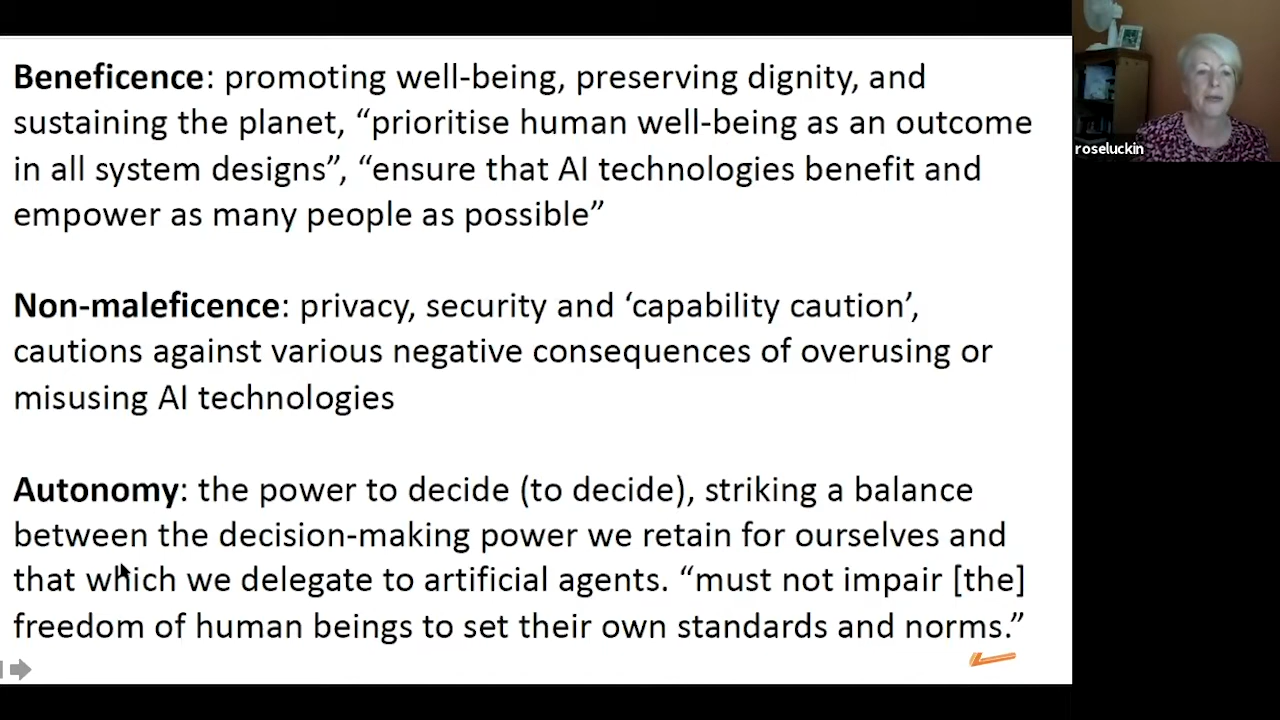 Beneficence: promoting well-being, preserving dignity, and
sustaining the planet, “prioritise human well-being as an outcome
in all system designs”, “ensure that AI technologies benefit and
empower as many people as possible”
Non-maleficence: privacy, security and ‘capability caution’,
cautions against various negative consequences of overusing or
misusing AI technologies
Autonomy: the power to decide (to decide), striking a balance
between the decision-making power we retain for ourselves and
that which we delegate to artificial agents. “must not impair [the]
freedom of human beings to set their own standards and norms.”
roseluckin